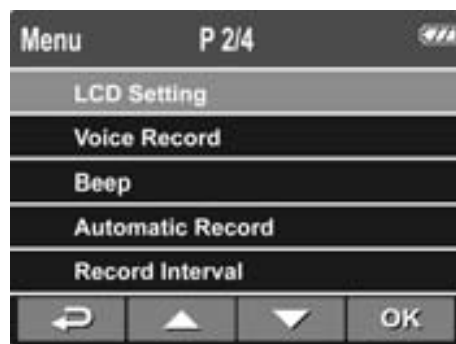 Menu P 2/4
LCD Setting
Voice Record
Beep
Automatic Record
Record Interval
OK